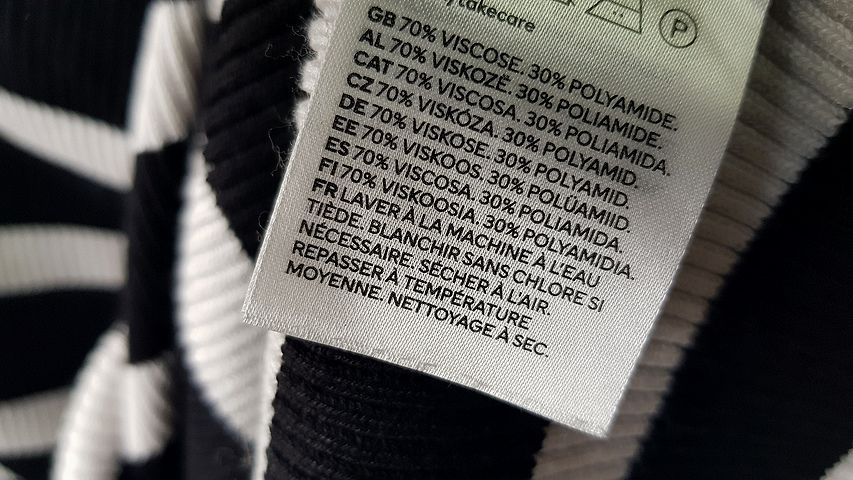 takecare
P
GB 70% VISCOSE. 30% POLYAMIDE.
AL 70% VISKOZË. 30% POLIAMIDE.
CAT 70% VISCOSA. 30% POLIAMIDA.
CZ 70% VISKÓZA. 30% POLYAMID.
DE 70% VISKOSE. 30% POLYAMID.
EE 70% VISKOOS. 30% POLÜAMIID.
ES 70% VISCOSA. 30% POLIAMIDA.
FI 70% VISKOOSIA. 30% POLYAMIDIA.
FR LAVER À LA MACHINE À L'EAU
TIÈDE. BLANCHIR SANS CHLORE SI
NÉCESSAIRE. SÉCHER À L'AIR.
REPASSER À TEMPÉRATURE
MOYENNE. NETTOYAGE À SEC.